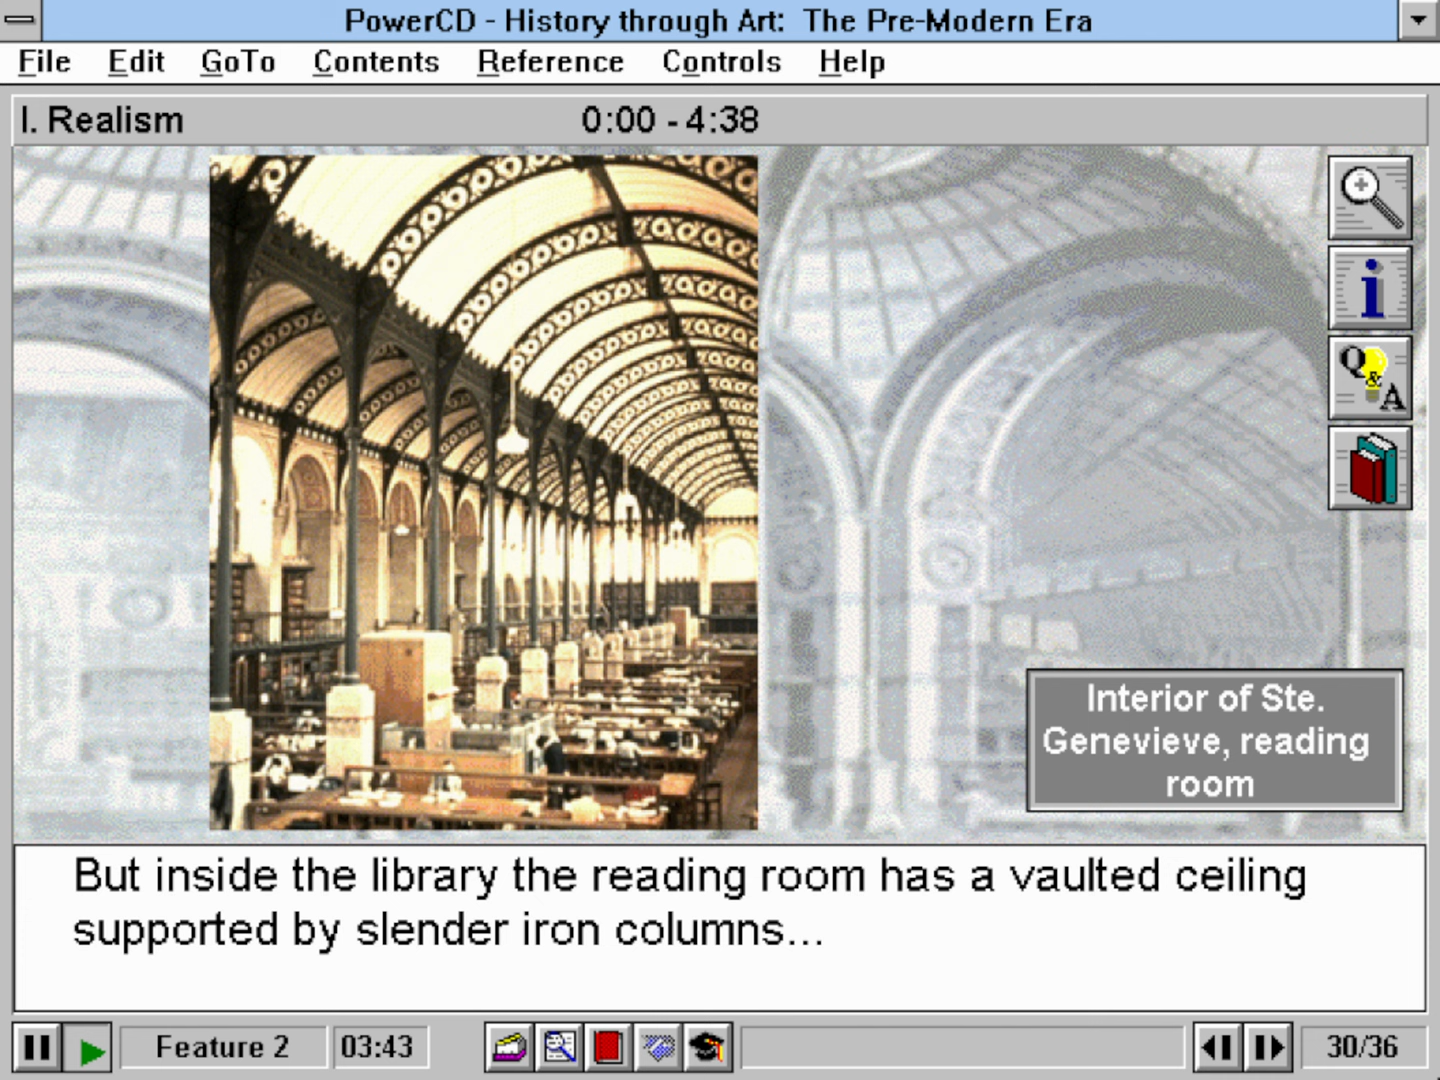 PowerCD - History through Art: The Pre-Modern Era
File Edit GoTo Contents Reference Controls Help
I. Realism 0:00 - 4:38
i
Q & A
Interior of Ste.
Genevieve, reading
room
But inside the library the reading room has a vaulted ceiling
supported by slender iron columns...
Feature 2 03:43 30/36